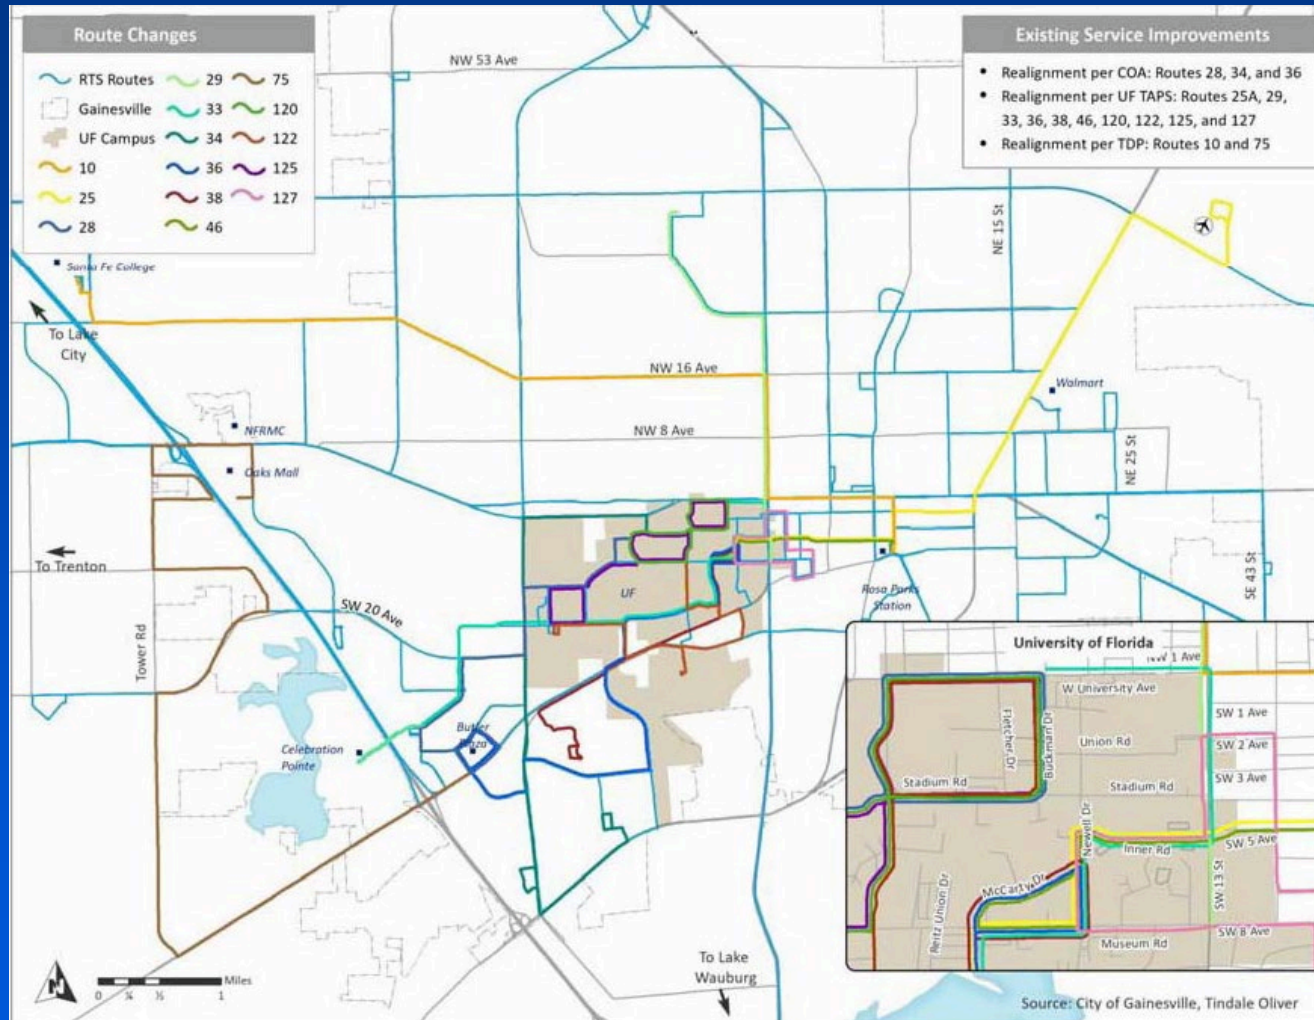 Route Changes
RTS Routes
Gainesville
UF Campus
10
25
28
29
33
34
36
38
46
75
120
122
125
127
Existing Service Improvements
• Realignment per COA: Routes 28, 34, and 36
• Realignment per UF TAPS: Routes 25A, 29,
33, 36, 38, 46, 120, 122, 125, and 127
• Realignment per TDP: Routes 10 and 75
NW 53 Ave
NE 15 St
Santa Fe College
To Lake
City
NW 16 Ave
Walmart
NFRMC
NW 8 Ave
Oaks Mall
NE 25 St
To Trenton
SW 20 Ave
UF
Rosa Parks
Station
SE 43 St
Tower Rd
Butler
Plaza
Celebration
Pointe
University of Florida
NW 1 Ave
W University Ave
SW 1 Ave
Fletcher Dr
Buckman Dr
Union Rd
SW 2 Ave
Stadium Rd
Stadium Rd
SW 3 Ave
Newell Dr
Inner Rd
SW 5 Ave
McCarty Dr
Reitz Union Dr
SW 13 St
Museum Rd
SW 8 Ave
To Lake
Wauburg
N
Miles
0 ¼ ½ 1
Source: City of Gainesville, Tindale Oliver